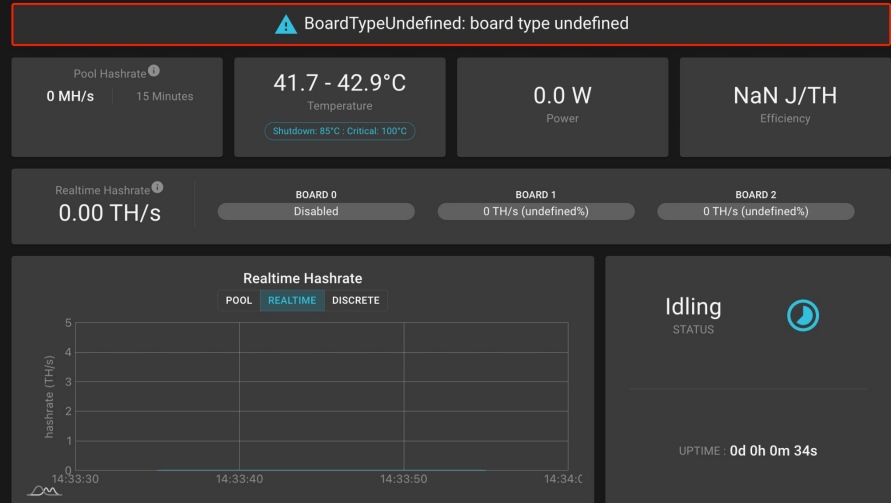 BoardTypeUndefined: board type undefined
Pool Hashrate
0 MH/s 15 Minutes
41.7 - 42.9°C
Temperature
Shutdown: 85°C : Critical: 100°C
0.0 W
Power
NaN J/TH
Efficiency
Realtime Hashrate
0.00 TH/s
BOARD 0
Disabled
BOARD 1
0 TH/s (undefined%)
BOARD 2
0 TH/s (undefined%)
Realtime Hashrate
POOL REALTIME DISCRETE
hashrate (TH/s)
5
4
3
2
1
0
14:33:30 14:33:40 14:33:50 14:34:0
Idling
STATUS
UPTIME : 0d 0h 0m 34s